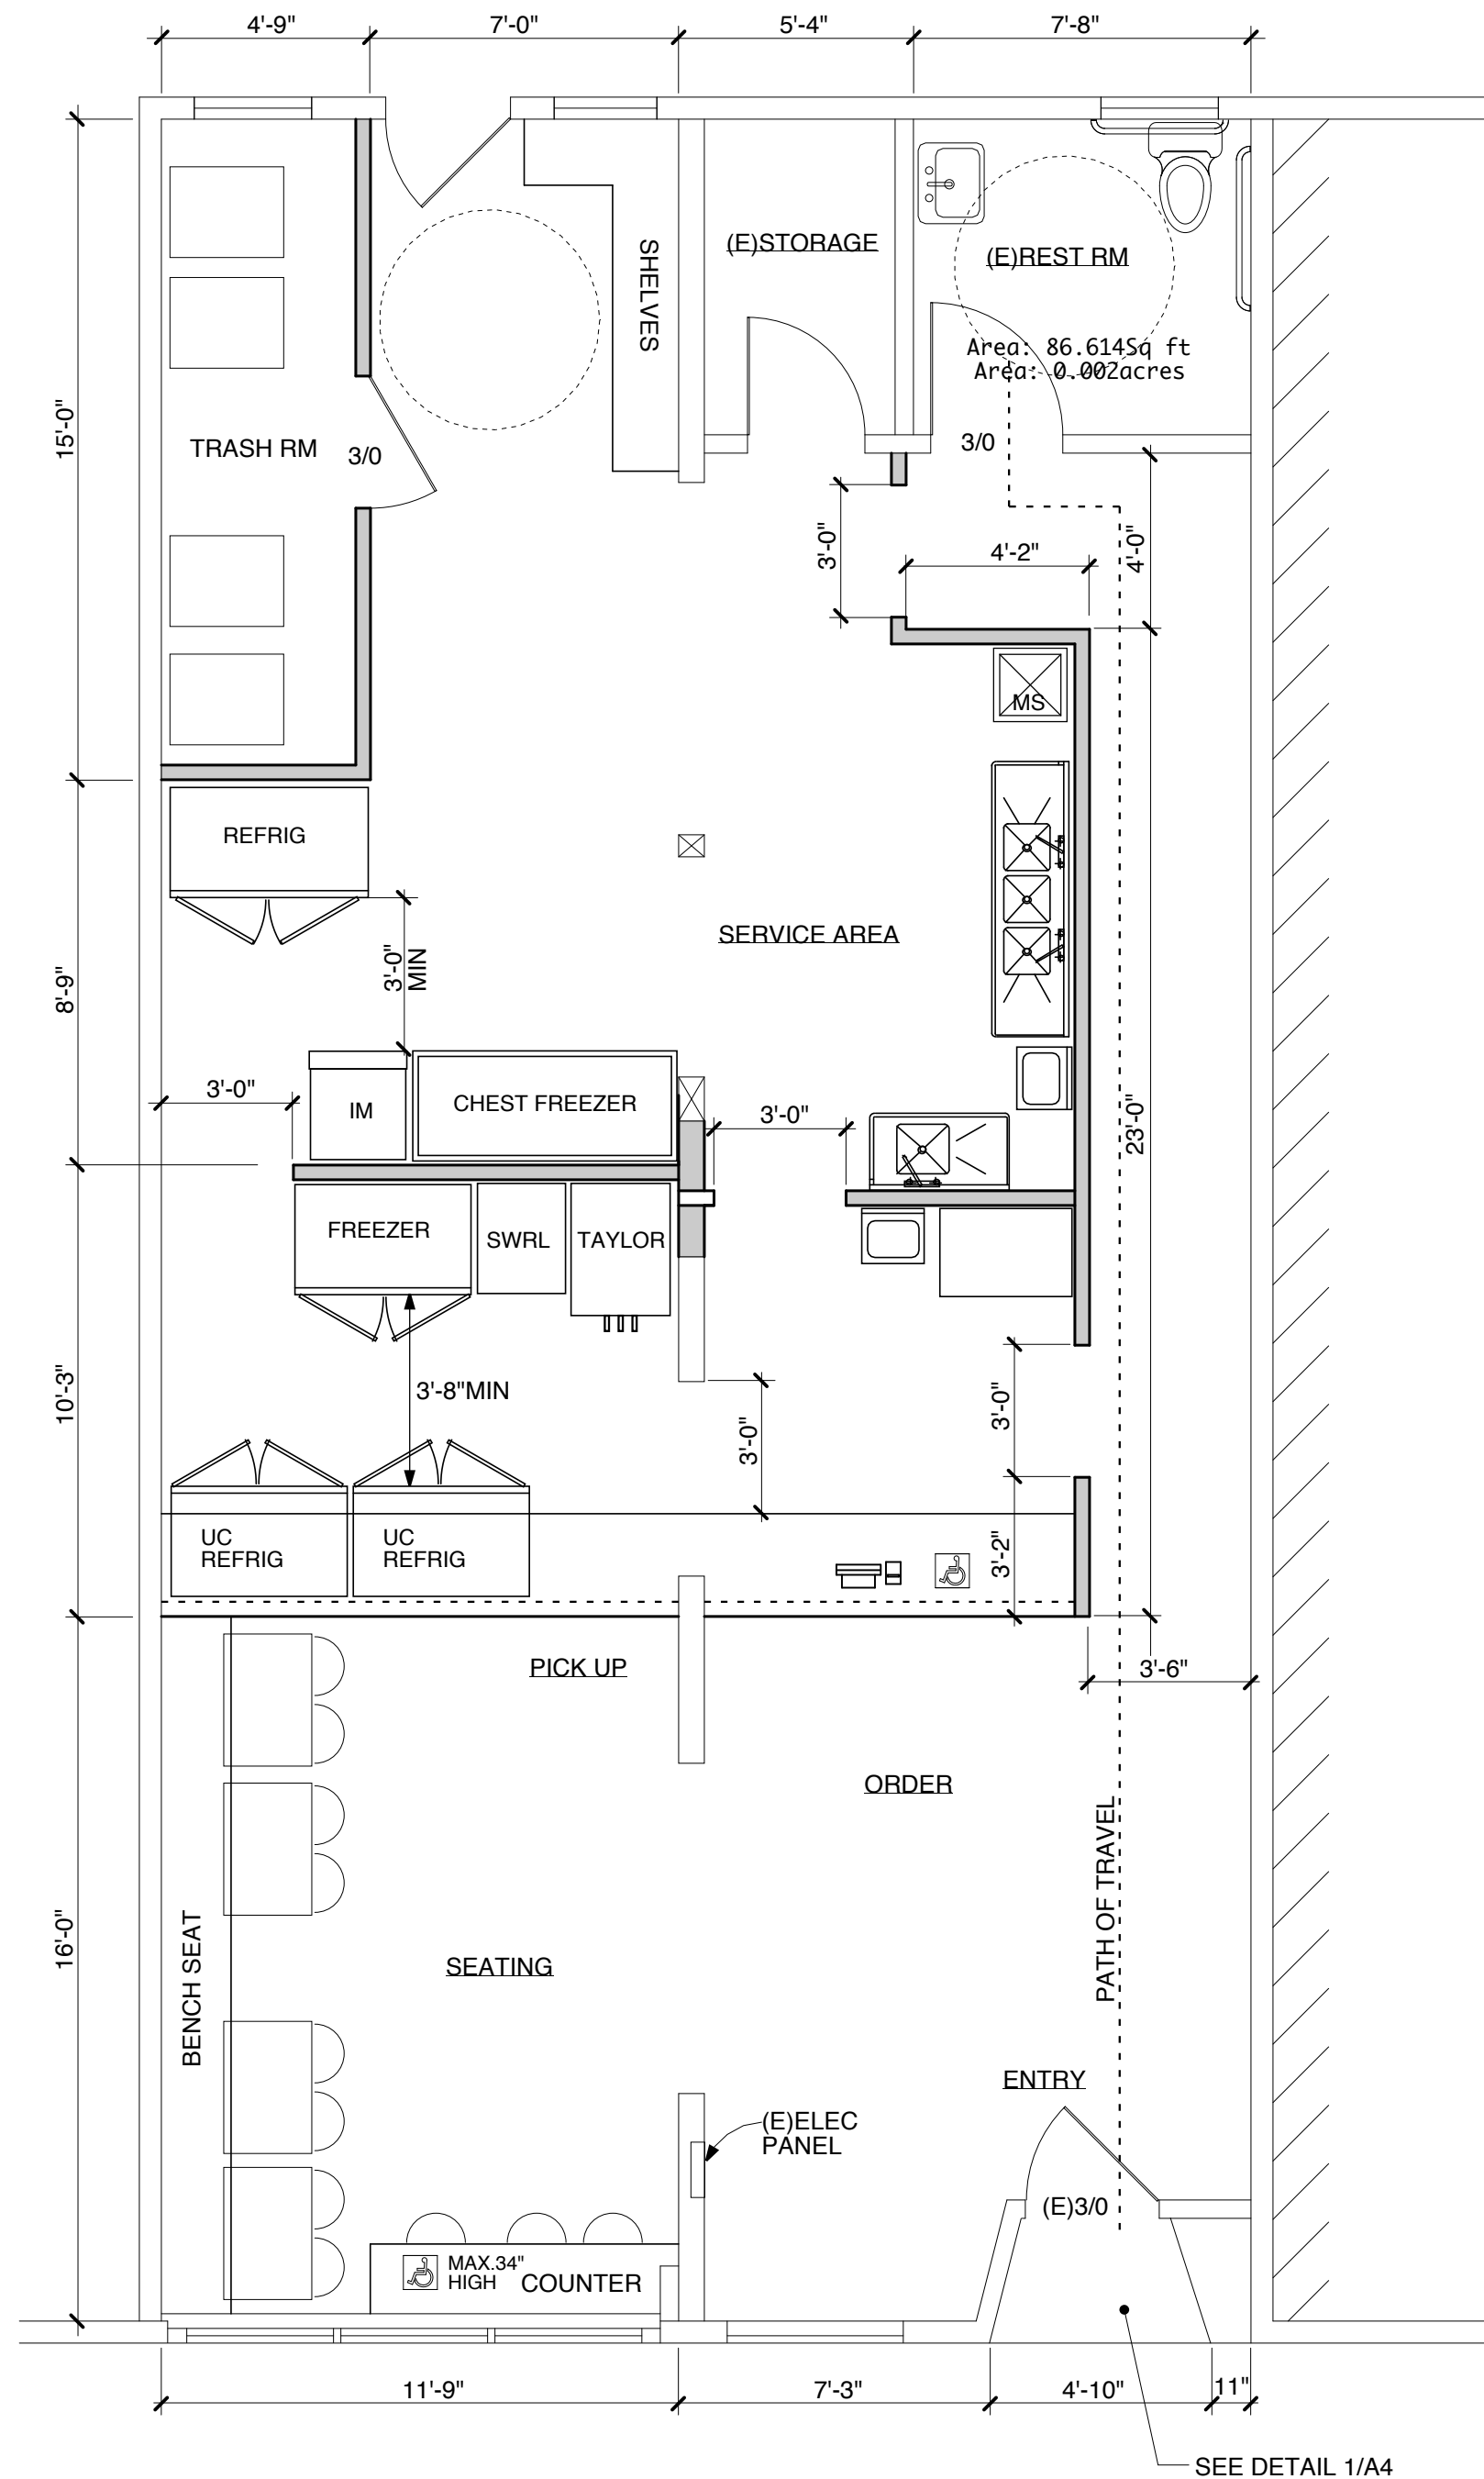 4'-9" 7'-0" 5'-4" 7'-8"
(E)STORAGE
(E)REST RM
SHELVES
Area: 86.614Sq ft
Area: 0.002acres
15'-0"
TRASH RM
3/0
3/0
3'-0"
4'-2"
4'-0"
MS
REFRIG
SERVICE AREA
3'-0"
MIN
8'-9"
3'-0"
IM
CHEST FREEZER
3'-0"
23'-0"
FREEZER
SWRL
TAYLOR
10'-3"
3'-8"MIN
3'-0"
3'-0"
UC
REFRIG
UC
REFRIG
3'-2"
PICK UP
3'-6"
ORDER
PATH OF TRAVEL
16'-0"
BENCH SEAT
SEATING
ENTRY
(E)ELEC
PANEL
(E)3/0
MAX.34"
HIGH
COUNTER
11'-9" 7'-3" 4'-10" 11"
SEE DETAIL 1/A4